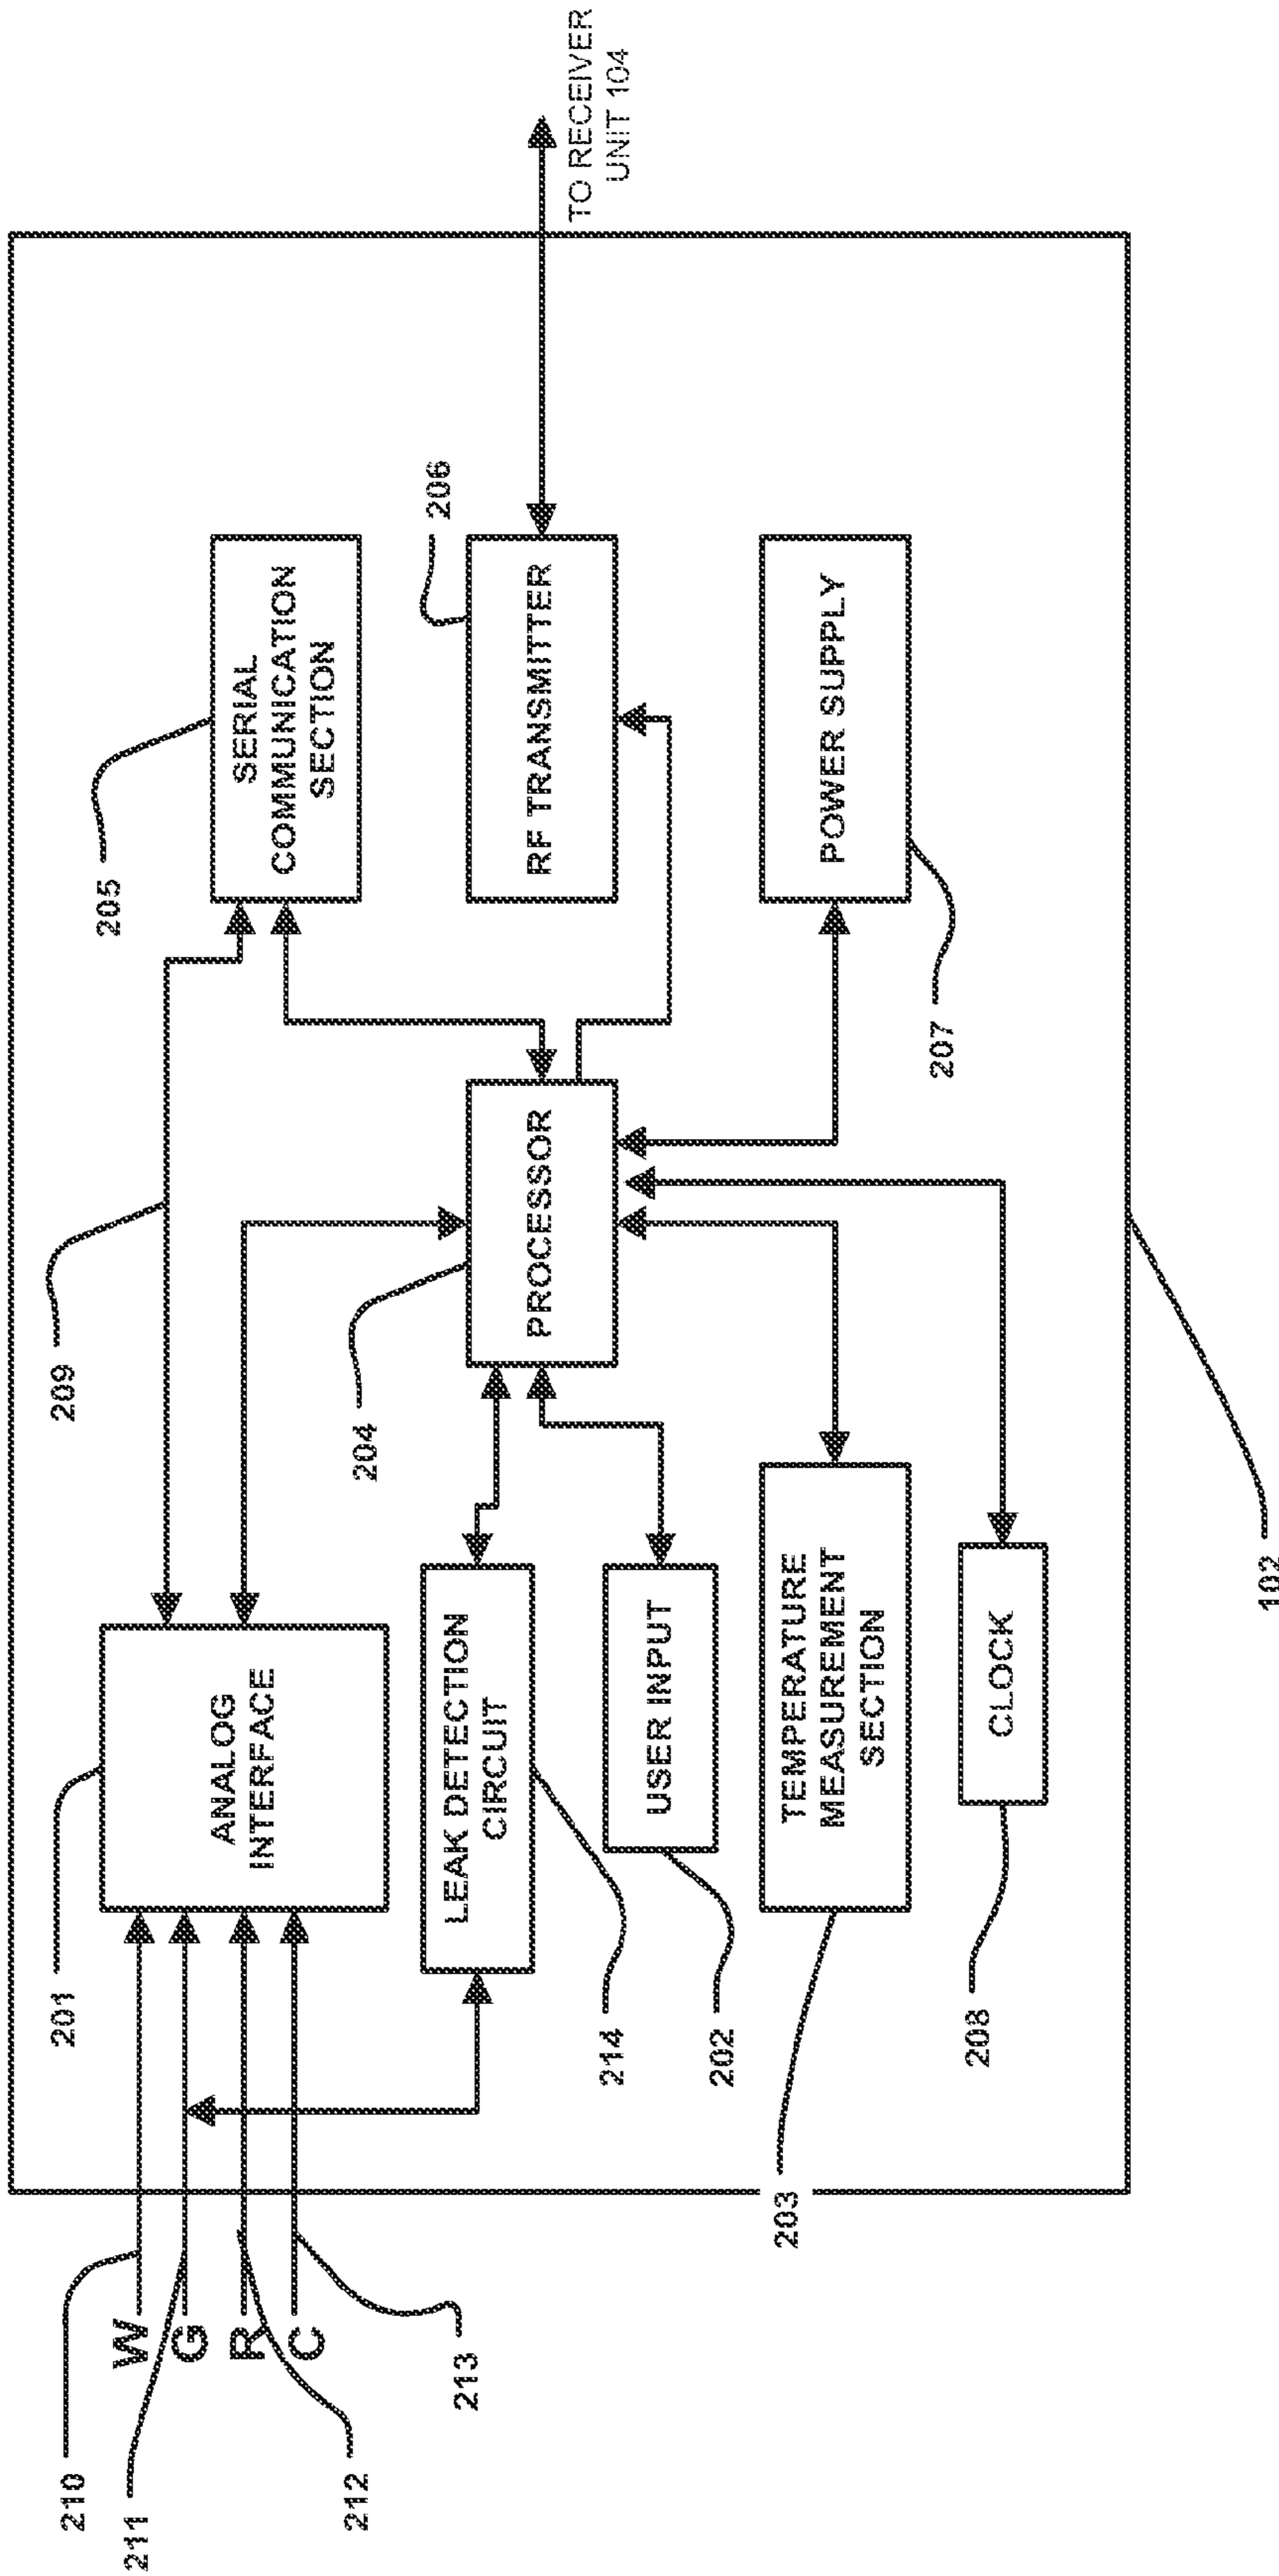 210
W
211
G
R
212
C
213
201
ANALOG
INTERFACE
209
205
SERIAL
COMMUNICATION
SECTION
204
PROCESSOR
206
RF TRANSMITTER
TO RECEIVER
UNIT 104
LEAK DETECTION
CIRCUIT
214
USER INPUT
202
TEMPERATURE
MEASUREMENT
SECTION
203
POWER SUPPLY
207
CLOCK
208
102